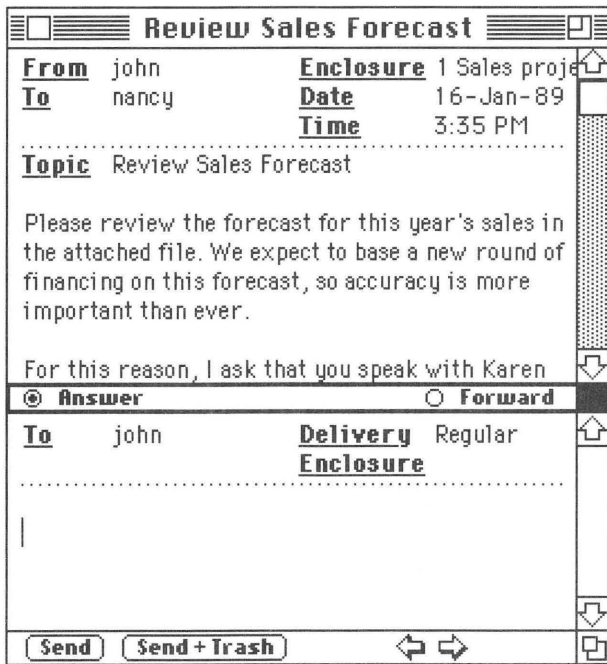 Review Sales Forecast
From john Enclosure 1 Sales proje
To nancy Date 16-Jan-89
Time 3:35 PM
Topic Review Sales Forecast
Please review the forecast for this year's sales in
the attached file. We expect to base a new round of
financing on this forecast, so accuracy is more
important than ever.
For this reason, I ask that you speak with Karen
Answer Forward
To john Delivery Regular
Enclosure
Send Send+Trash